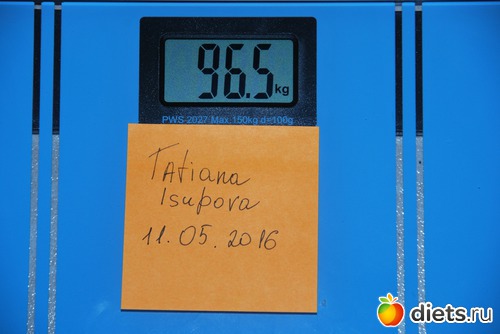 96.5 kg
PWS-2027 Max 150kg d=100g
Tatiana
Isupova
11.05.2016
diets.ru